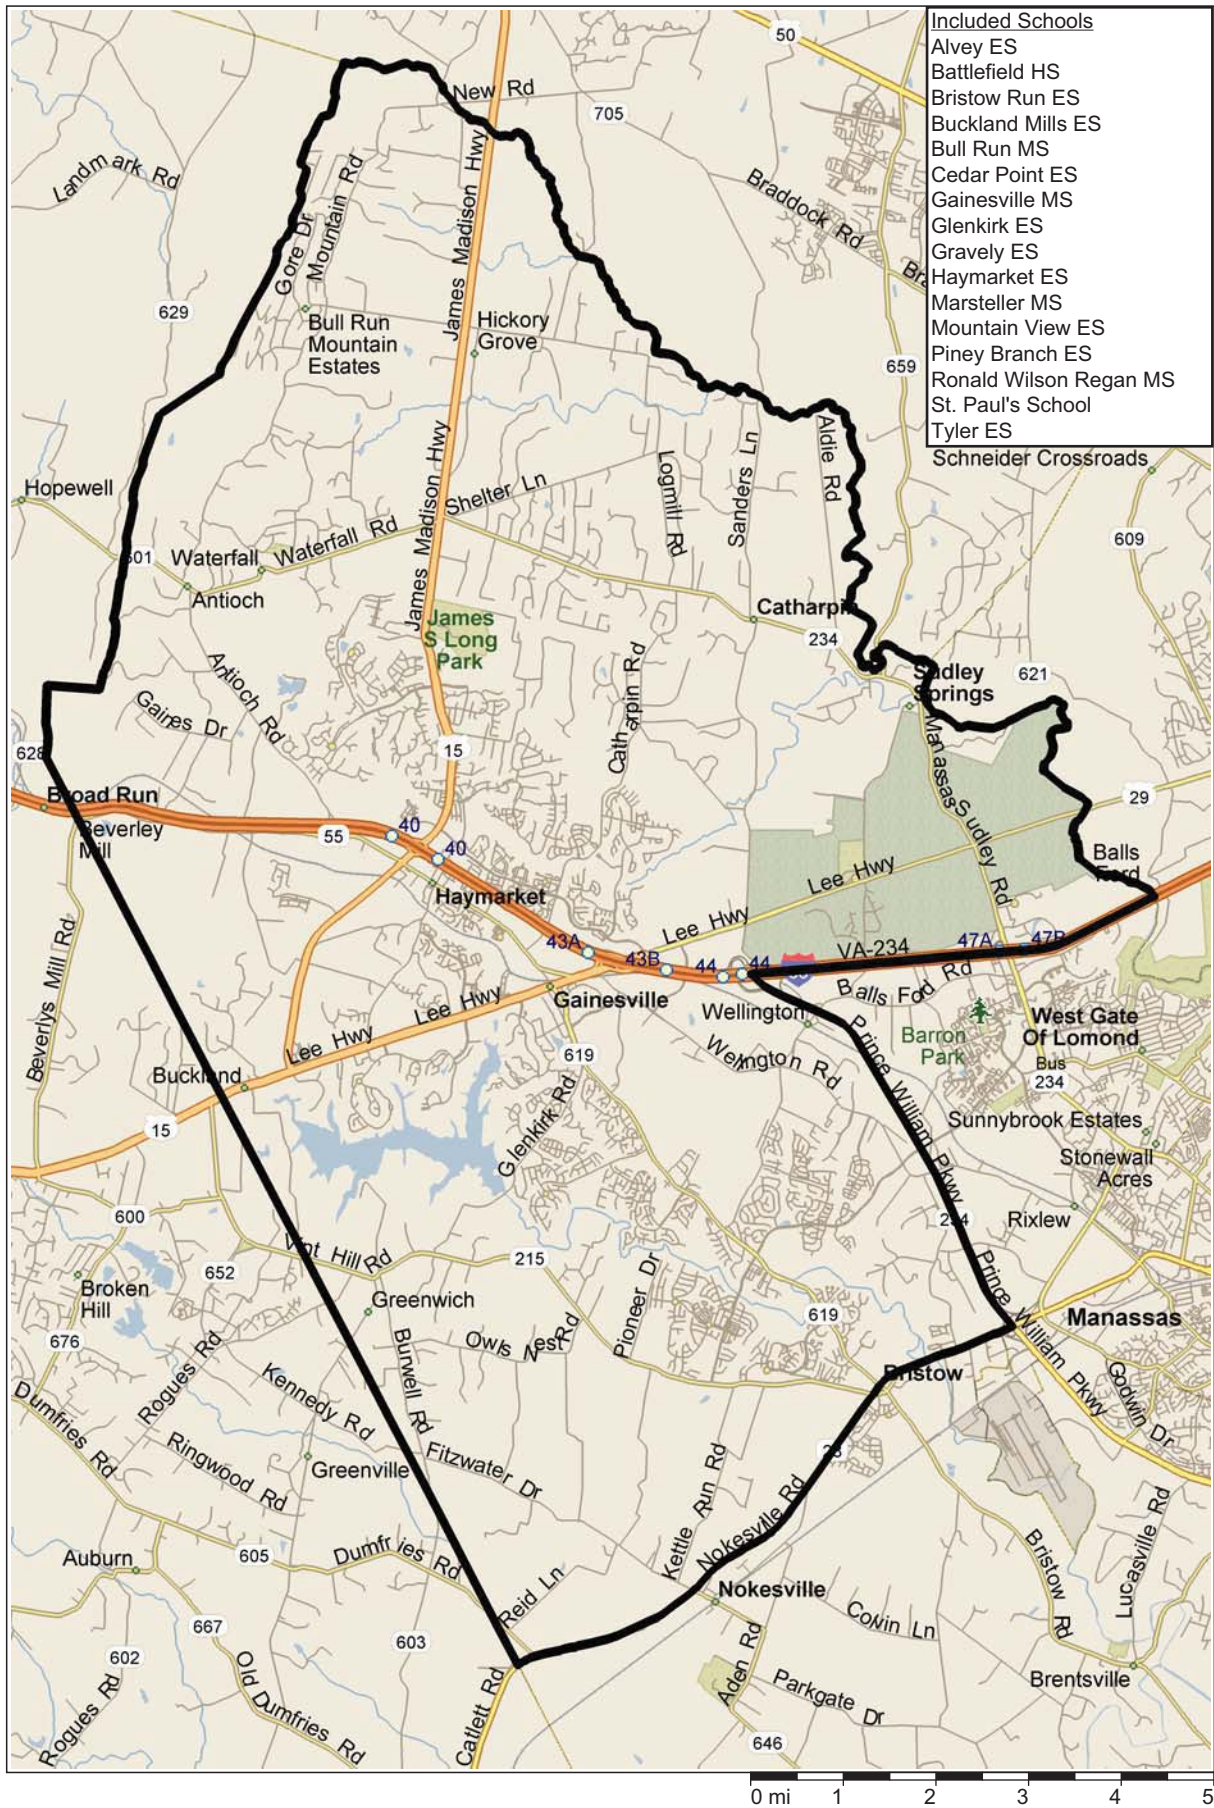 Included Schools
Alvey ES
Battlefield HS
Bristow Run ES
Buckland Mills ES
Bull Run MS
Cedar Point ES
Gainesville MS
Glenkirk ES
Gravely ES
Haymarket ES
Marsteller MS
Mountain View ES
Piney Branch ES
Ronald Wilson Regan MS
St. Paul's School
Tyler ES
50
New Rd
705
Landmark Rd
Braddock Rd
Gore Dr
Mountain Rd
James Madison Hwy
629
Bull Run
Mountain
Estates
Hickory
Grove
659
Aldie Rd
Schneider Crossroads
Hopewell
James Madison Hwy
Shelter Ln
Logmill Rd
Sanders Ln
609
601
Waterfall
Waterfall Rd
Antioch
James Madison Hwy
James
S Long
Park
Catharpin
234
Sudley
Springs
621
Antioch Rd
Gaines Dr
Catharpin Rd
15
628
Manassas
Sudley Rd
Broad Run
Beverley
Mill
55
40
40
29
Balls
Ford
Haymarket
Lee Hwy
Lee Hwy
43A
43B
44
44
66
VA-234
47A
47B
Balls Ford Rd
Gainesville
Wellington
Lee Hwy
Lee Hwy
Beverlys Mill Rd
West Gate
Of Lomond
Barron
Park
Wellington Rd
619
Buckland
Bus
234
Prince William Pkwy
Glenkirk Rd
15
Sunnybrook Estates
Stonewall
Acres
600
234
Rixlew
Vint Hill Rd
215
652
Broken
Hill
Greenwich
Pioneer Dr
619
Prince William Pkwy
Manassas
676
Owls Nest Rd
Burwell Rd
Rogues Rd
Kennedy Rd
Bristow
Godwin Dr
Dumfries Rd
Ringwood Rd
Greenville
Fitzwater Dr
28
Kettle Run Rd
Nokesville Rd
Lucasville Rd
Bristow Rd
Auburn
605
Dumfries Rd
Reid Ln
Nokesville
Colvin Ln
667
603
602
Old Dumfries Rd
Rogues Rd
Catlett Rd
Aden Rd
Parkgate Dr
Brentsville
646
0 mi 1 2 3 4 5